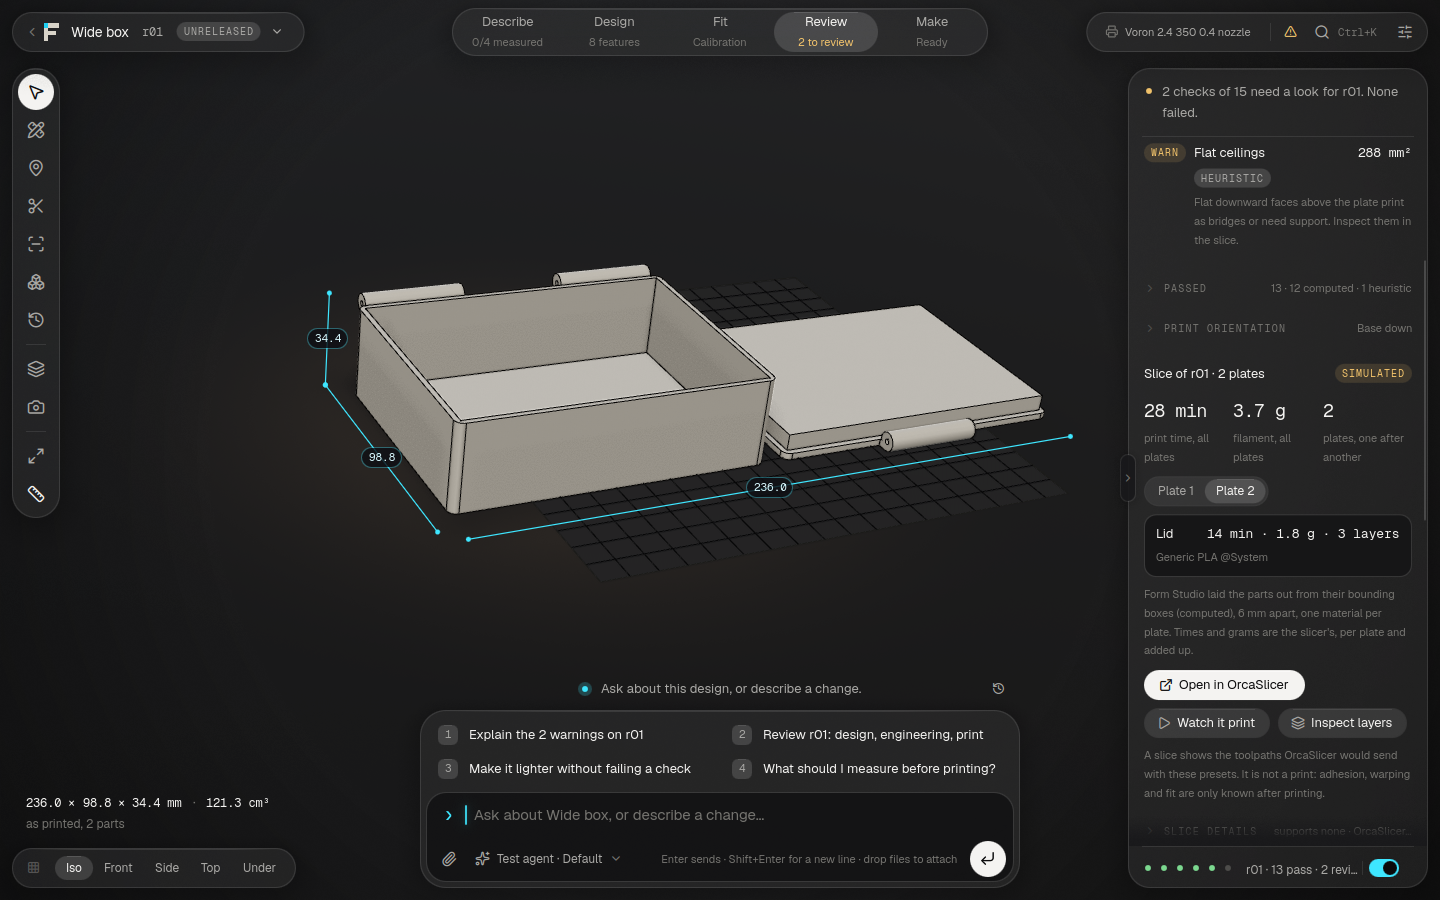 Wide box r01 UNRELEASED
Describe
0/4 measured
Design
8 features
Fit
Calibration
Review
2 to review
Make
Ready
Voron 2.4 350 0.4 nozzle
Ctrl+K
2 checks of 15 need a look for r01. None
failed.
WARN Flat ceilings 288 mm²
HEURISTIC
Flat downward faces above the plate print
as bridges or need support. Inspect them in
the slice.
PASSED 13 · 12 computed · 1 heuristic
PRINT ORIENTATION Base down
Slice of r01 · 2 plates SIMULATED
28 min 3.7 g 2
print time, all filament, all plates, one after
plates plates another
Plate 1 Plate 2
Lid 14 min · 1.8 g · 3 layers
Generic PLA @System
Form Studio laid the parts out from their bounding
boxes (computed), 6 mm apart, one material per
plate. Times and grams are the slicer's, per plate and
added up.
Open in OrcaSlicer
Watch it print Inspect layers
A slice shows the toolpaths OrcaSlicer would send
with these presets. It is not a print: adhesion, warping
and fit are only known after printing.
SLICE DETAILS supports none · OrcaSlicer...
r01 · 13 pass · 2 revi...
34.4
98.8
236.0
Ask about this design, or describe a change.
1 Explain the 2 warnings on r01
2 Review r01: design, engineering, print
3 Make it lighter without failing a check
4 What should I measure before printing?
Ask about Wide box, or describe a change...
Test agent · Default
Enter sends · Shift+Enter for a new line · drop files to attach
236.0 × 98.8 × 34.4 mm · 121.3 cm³
as printed, 2 parts
Iso Front Side Top Under